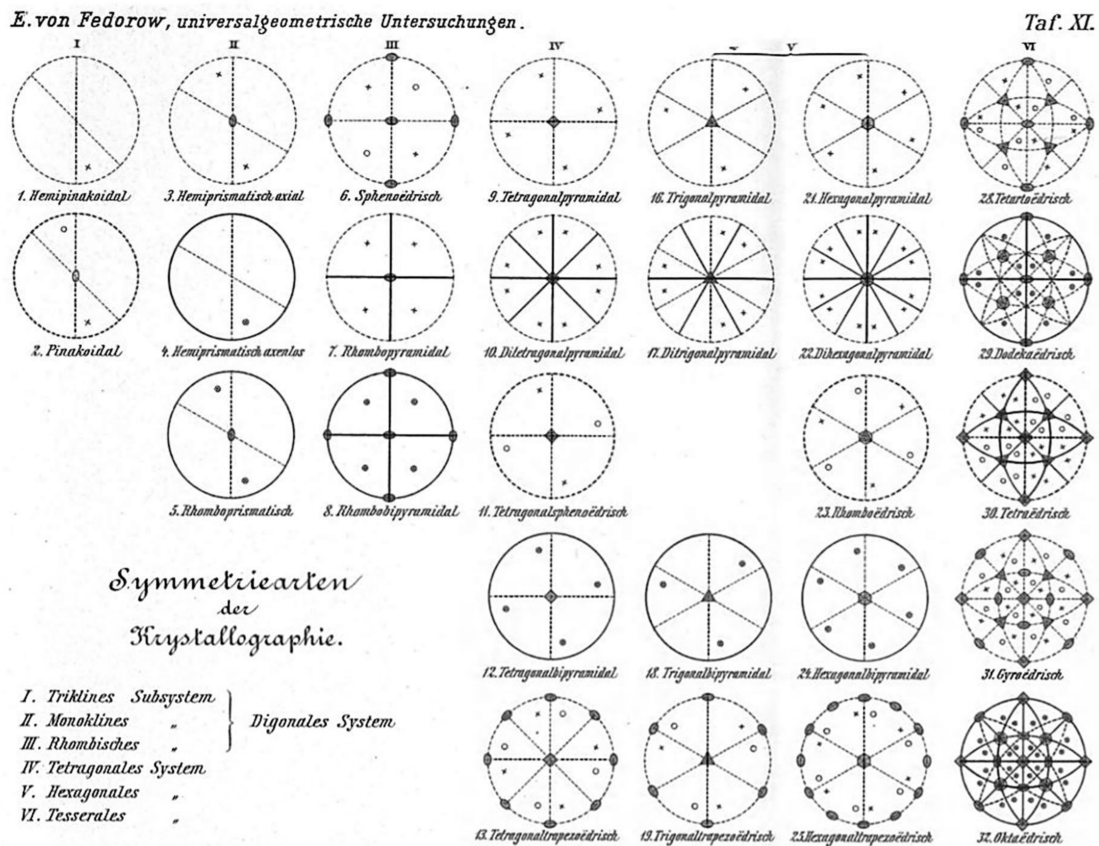 E. von Fedorow, universalgeometrische Untersuchungen.
Taf. XI.
I
II
III
IV
V
VI
1. Hemipinakoidal
3. Hemiprismatisch axial
6. Sphenoëdrisch
9. Tetragonalpyramidal
16. Trigonalpyramidal
21. Hexagonalpyramidal
28. Tetartoëdrisch
2. Pinakoidal
4. Hemiprismatisch axenlos
7. Rhombopyramidal
10. Ditetragonalpyramidal
17. Ditrigonalpyramidal
22. Dihexagonalpyramidal
29. Dodekaëdrisch
5. Rhomboprismatisch
8. Rhombobipyramidal
11. Tetragonalsphenoëdrisch
23. Rhomboëdrisch
30. Tetraëdrisch
Symmetriearten
der
Krystallographie.
12. Tetragonalbipyramidal
18. Trigonalbipyramidal
24. Hexagonalbipyramidal
31. Gyroëdrisch
I. Triklines Subsystem
II. Monoklines „
III. Rhombisches „
Digonales System
IV. Tetragonales System
V. Hexagonales „
VI. Tesserales „
13. Tetragonaltrapezoëdrisch
19. Trigonaltrapezoëdrisch
25. Hexagonaltrapezoëdrisch
32. Oktaëdrisch